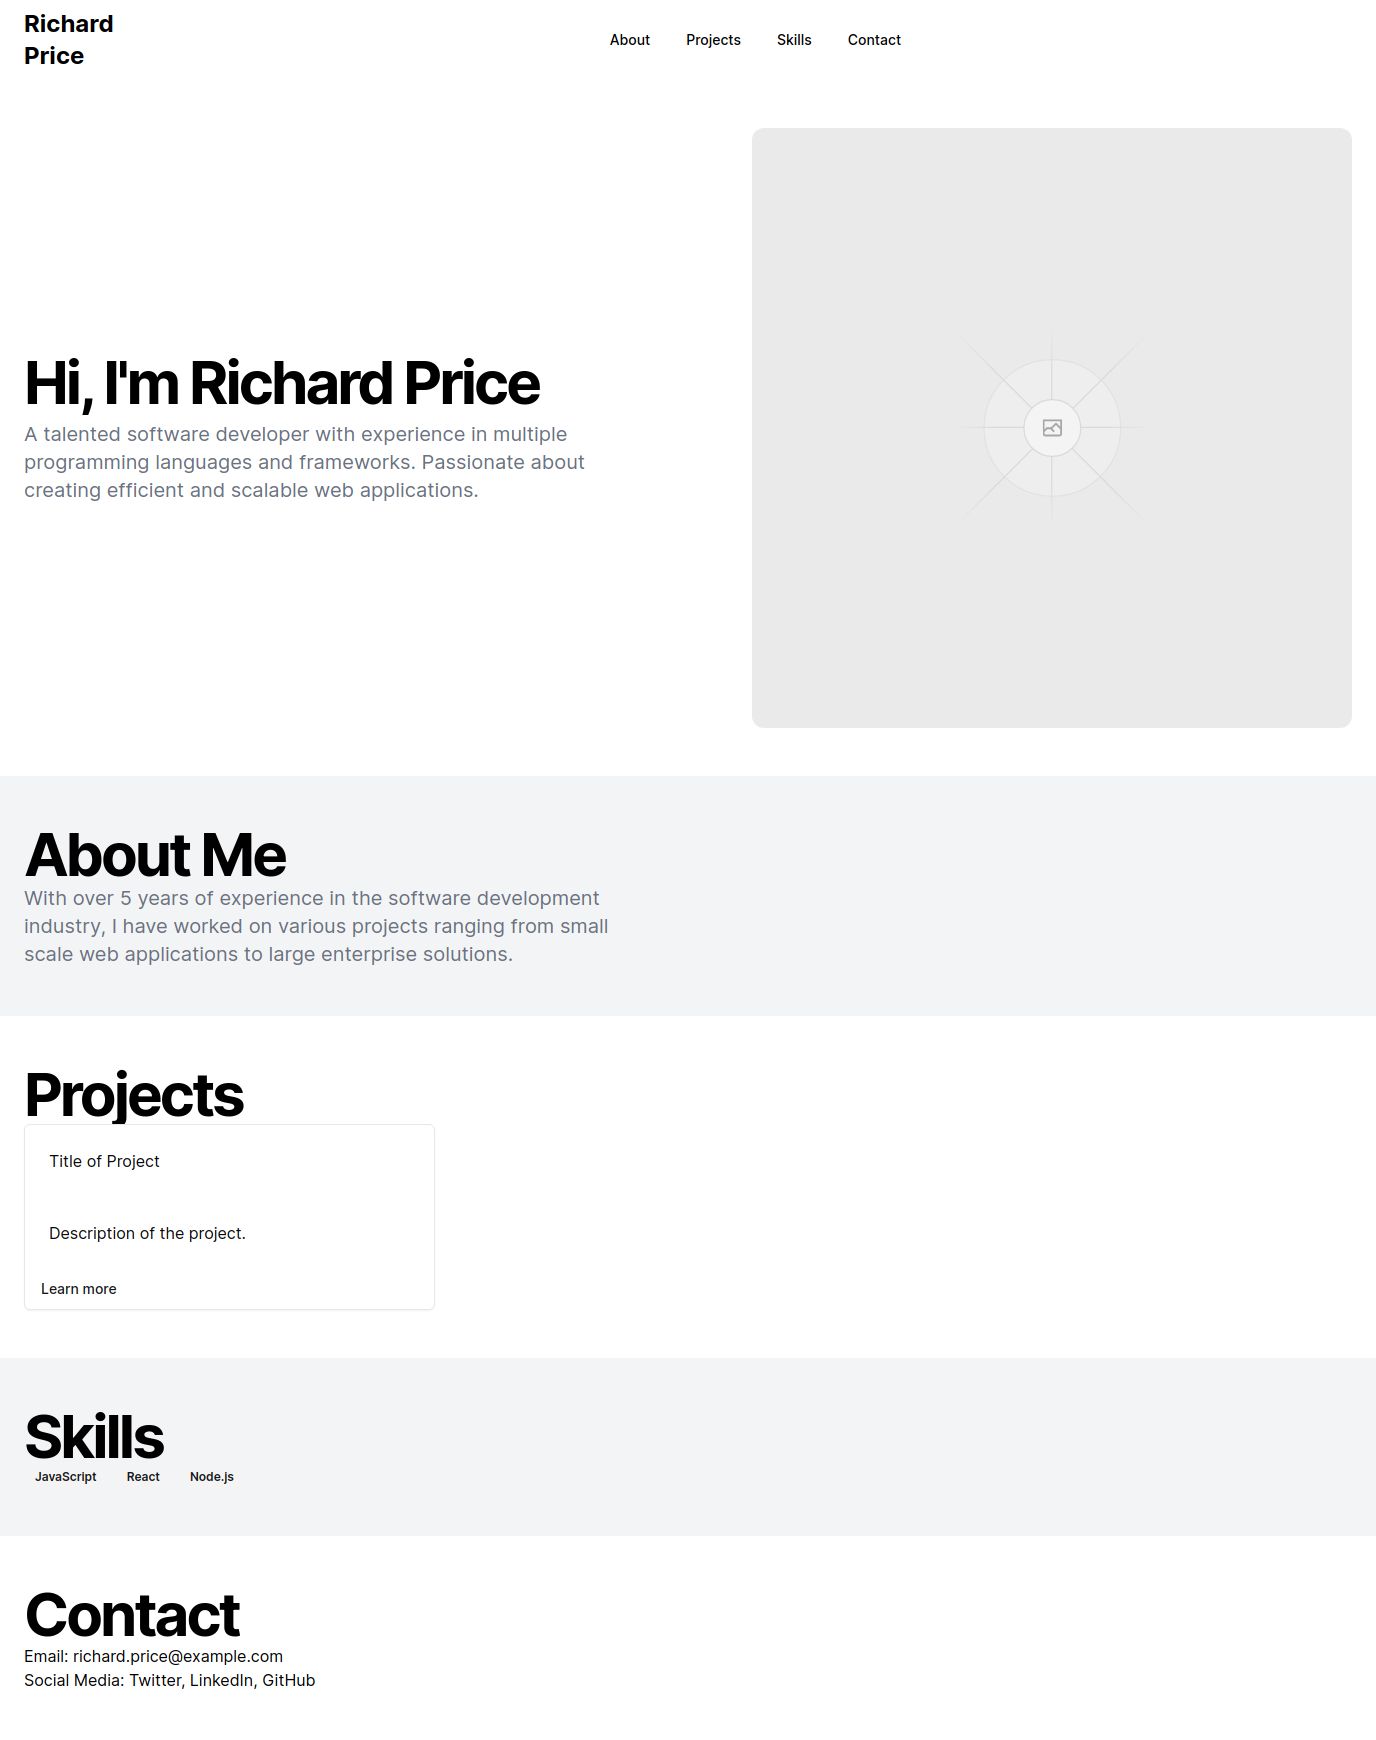 Richard
Price
About Projects Skills Contact
Hi, I'm Richard Price
A talented software developer with experience in multiple
programming languages and frameworks. Passionate about
creating efficient and scalable web applications.
About Me
With over 5 years of experience in the software development
industry, I have worked on various projects ranging from small
scale web applications to large enterprise solutions.
Projects
Title of Project
Description of the project.
Learn more
Skills
JavaScript React Node.js
Contact
Email: richard.price@example.com
Social Media: Twitter, LinkedIn, GitHub